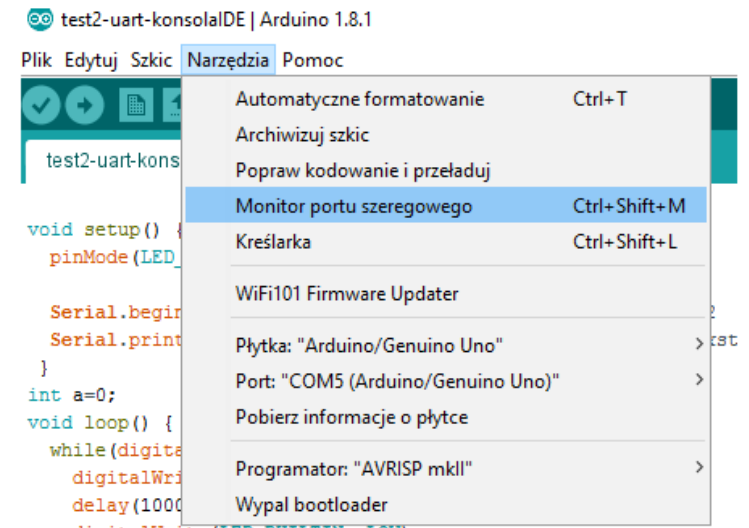 test2-uart-konsolaIDE | Arduino 1.8.1
Plik Edytuj Szkic Narzędzia Pomoc
Automatyczne formatowanie Ctrl+T
Archiwizuj szkic
test2-uart-kons
Popraw kodowanie i przeładuj
Monitor portu szeregowego Ctrl+Shift+M
void setup() {
Kreślarka Ctrl+Shift+L
pinMode(LED_
WiFi101 Firmware Updater
Serial.begin
Serial.print
Płytka: "Arduino/Genuino Uno" >
}
Port: "COM5 (Arduino/Genuino Uno)" >
int a=0;
Pobierz informacje o płytce
void loop() {
while(digita
Programator: "AVRISP mkII" >
digitalWri
delay(1000
Wypal bootloader